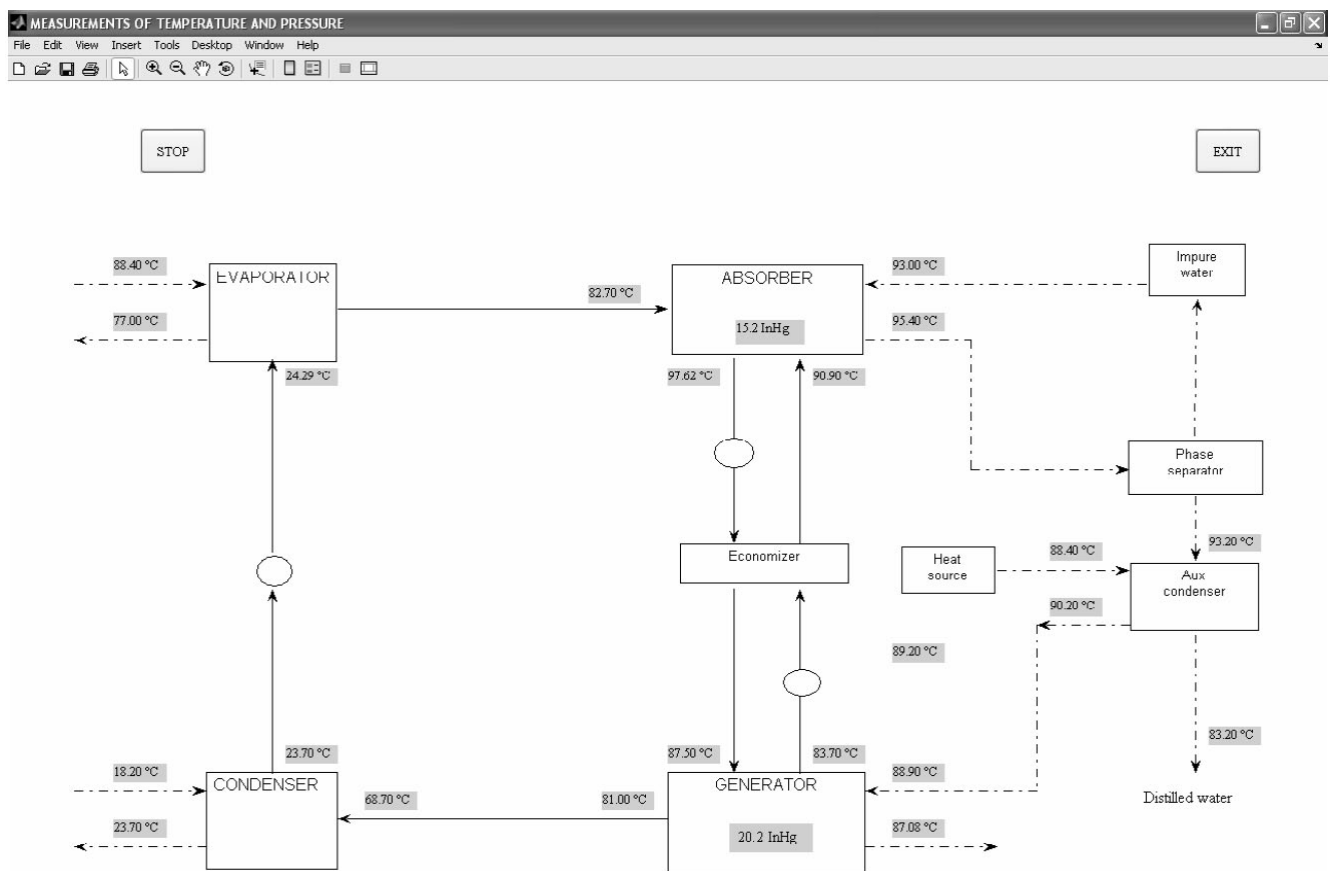 MEASUREMENTS OF TEMPERATURE AND PRESSURE
File Edit View Insert Tools Desktop Window Help
STOP
EXIT
88.40 °C
EVAPORATOR
77.00 °C
24.29 °C
82.70 °C
ABSORBER
15.2 InHg
93.00 °C
95.40 °C
97.62 °C
90.90 °C
Impure
water
Phase
separator
93.20 °C
Economizer
Heat
source
88.40 °C
Aux
condenser
90.20 °C
89.20 °C
83.20 °C
Distilled water
23.70 °C
18.20 °C
CONDENSER
23.70 °C
68.70 °C
81.00 °C
87.50 °C
83.70 °C
GENERATOR
20.2 InHg
88.90 °C
87.08 °C